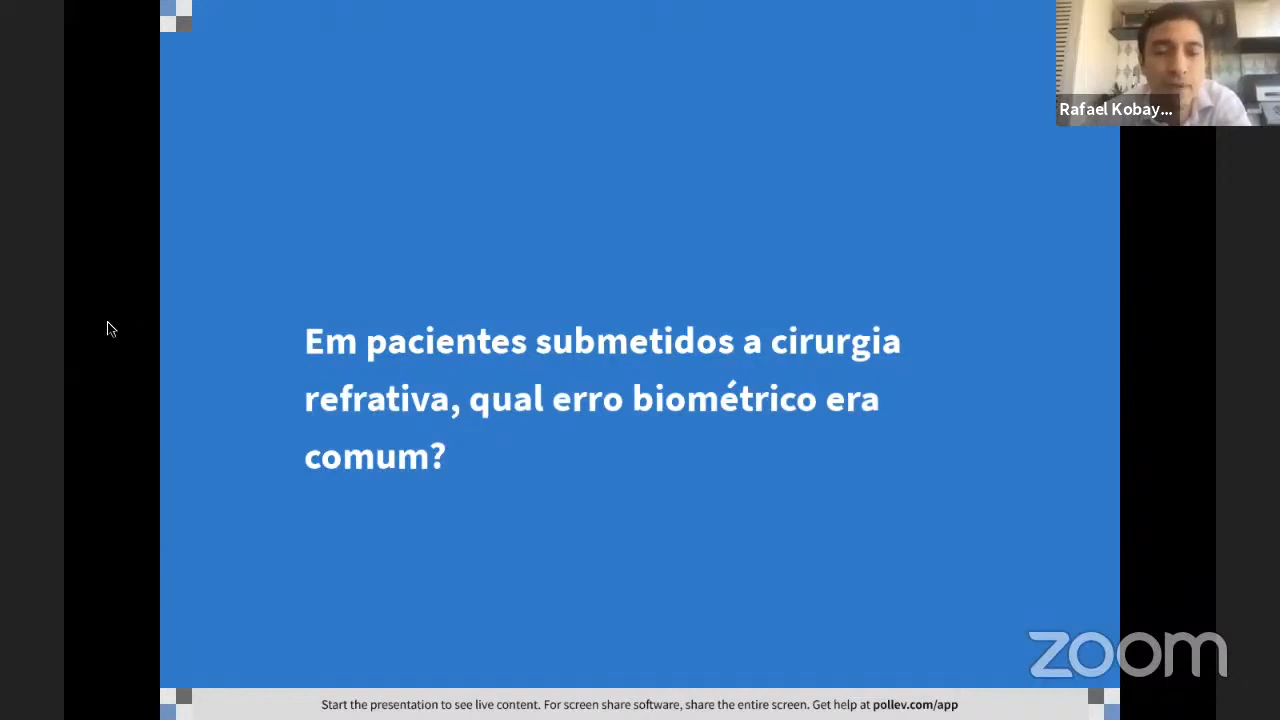 Rafael Kobay...
Em pacientes submetidos a cirurgia
refrativa, qual erro biométrico era
comum?
zoom
Start the presentation to see live content. For screen share software, share the entire screen. Get help at pollev.com/app